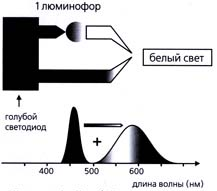 1 люминофор
белый свет
голубой
светодиод
+
400 500 600
длина волны (нм)